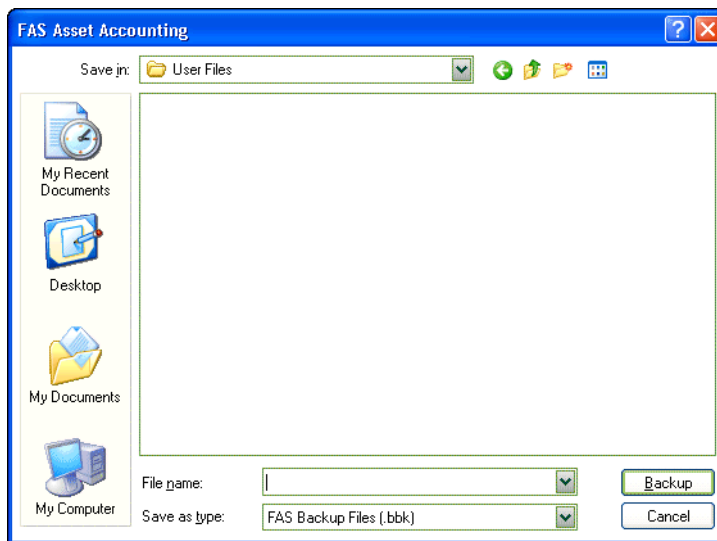 FAS Asset Accounting
Save in: User Files
My Recent
Documents
Desktop
My Documents
My Computer
File name:
Backup
Save as type: FAS Backup Files (.bbk)
Cancel